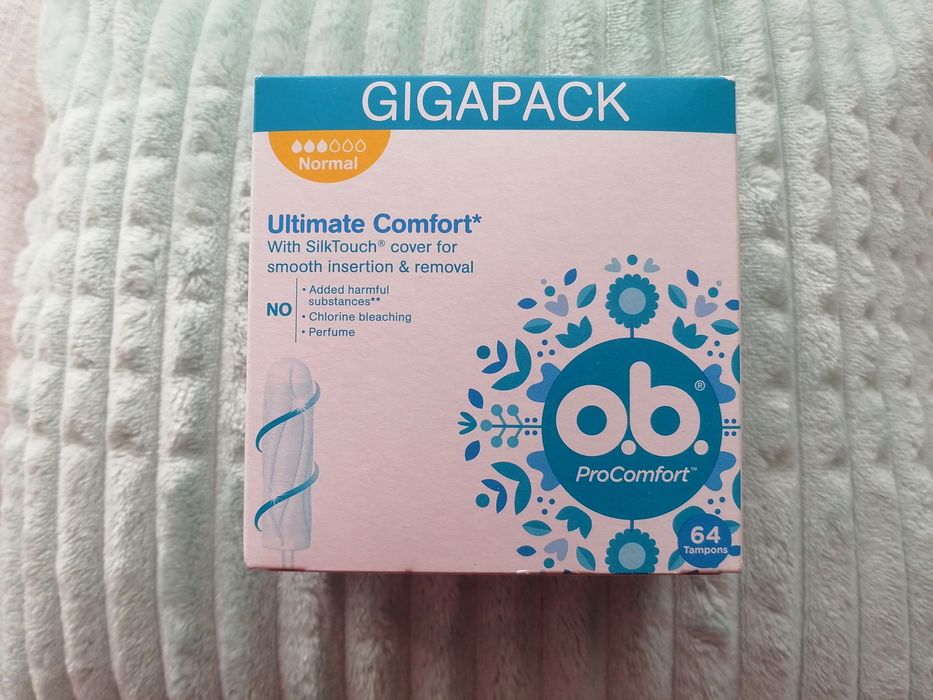 GIGAPACK
Normal
Ultimate Comfort*
With SilkTouch® cover for
smooth insertion & removal
NO
• Added harmful
substances**
• Chlorine bleaching
• Perfume
o.b.®
ProComfort™
64
Tampons